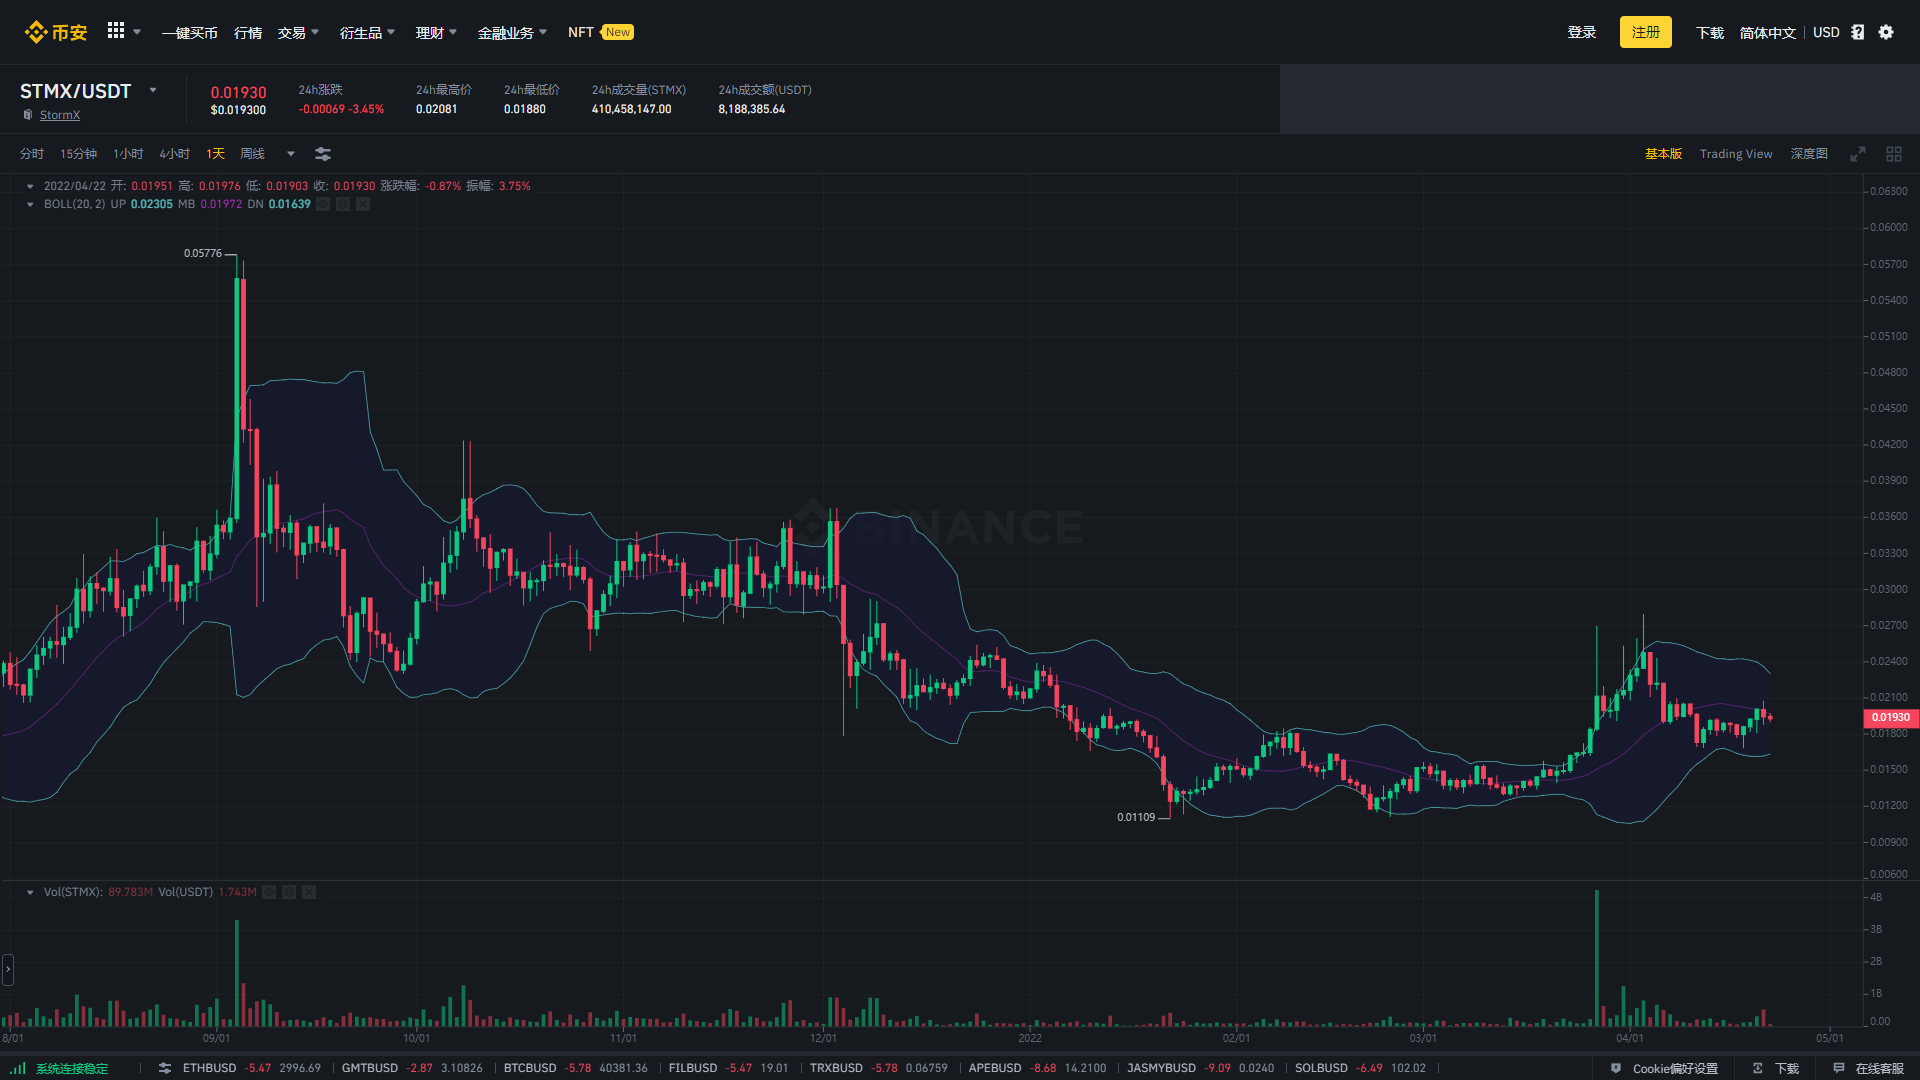 币安 一键买币 行情 交易 衍生品 理财 金融业务 NFT New 登录 注册 下载 简体中文 USD
STMX/USDT 0.01930 24h涨跌 24h最高价 24h最低价 24h成交量(STMX) 24h成交额(USDT)
StormX $0.019300 -0.00069 -3.45% 0.02081 0.01880 410,458,147.00 8,188,385.64
分时 15分钟 1小时 4小时 1天 周线 基本版 Trading View 深度图
2022/04/22 开: 0.01951 高: 0.01976 低: 0.01903 收: 0.01930 涨跌幅: -0.87% 振幅: 3.75%
BOLL(20, 2) UP 0.02305 MB 0.01972 DN 0.01639
0.06300
0.06000
0.05776
0.05700
0.05400
0.05100
0.04800
0.04500
0.04200
0.03900
0.03600
BINANCE
0.03300
0.03000
0.02700
0.02400
0.02100
0.01930
0.01800
0.01500
0.01200
0.01109
0.00900
0.00600
Vol(STMX): 89.783M Vol(USDT) 1.743M
4B
3B
2B
1B
0.00
8/01 09/01 10/01 11/01 12/01 2022 02/01 03/01 04/01 05/01
系统连接稳定 ETHBUSD -5.47 2996.69 GMTBUSD -2.87 3.10826 BTCBUSD -5.78 40381.36 FILBUSD -5.47 19.01 TRXBUSD -5.78 0.06759 APEBUSD -8.68 14.2100 JASMYBUSD -9.09 0.0240 SOLBUSD -6.49 102.02 Cookie偏好设置 下载 在线客服